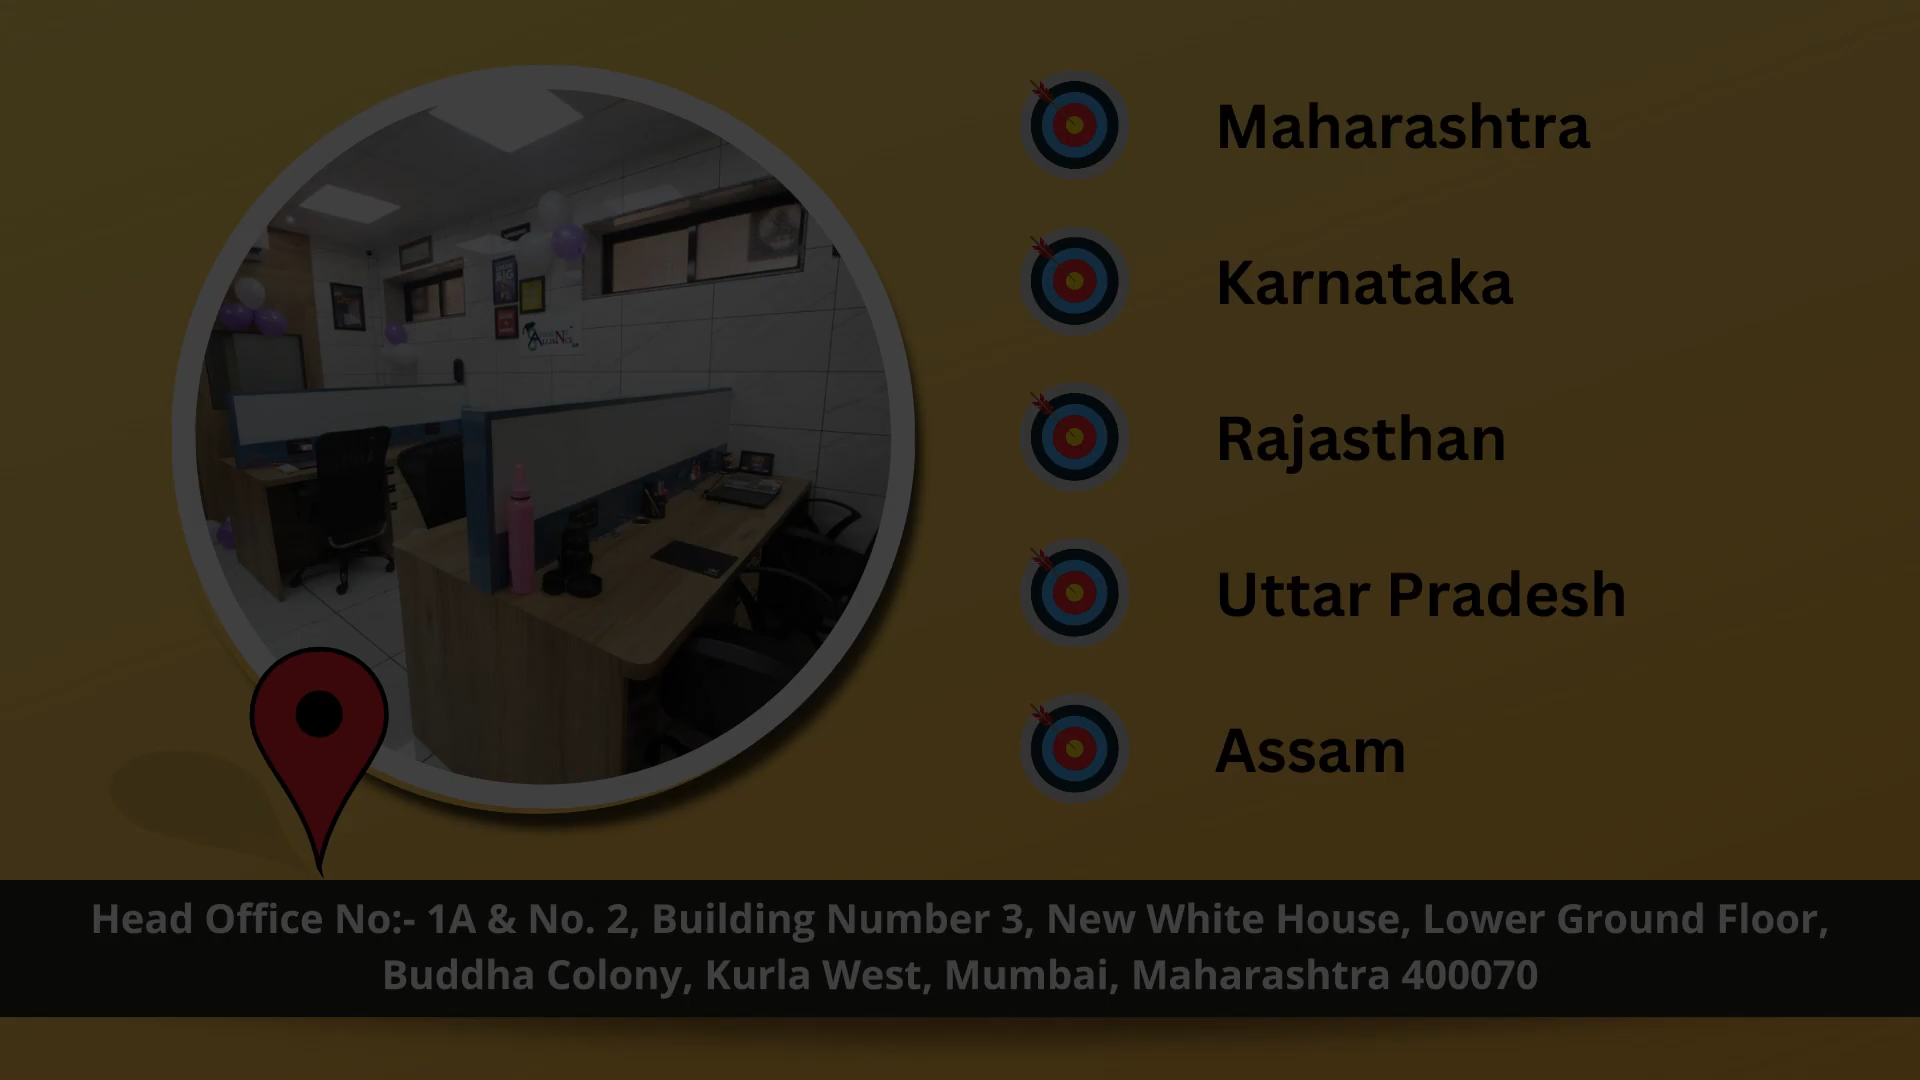 Maharashtra
Karnataka
Rajasthan
Uttar Pradesh
Assam
Head Office No:- 1A & No. 2, Building Number 3, New White House, Lower Ground Floor,
Buddha Colony, Kurla West, Mumbai, Maharashtra 400070